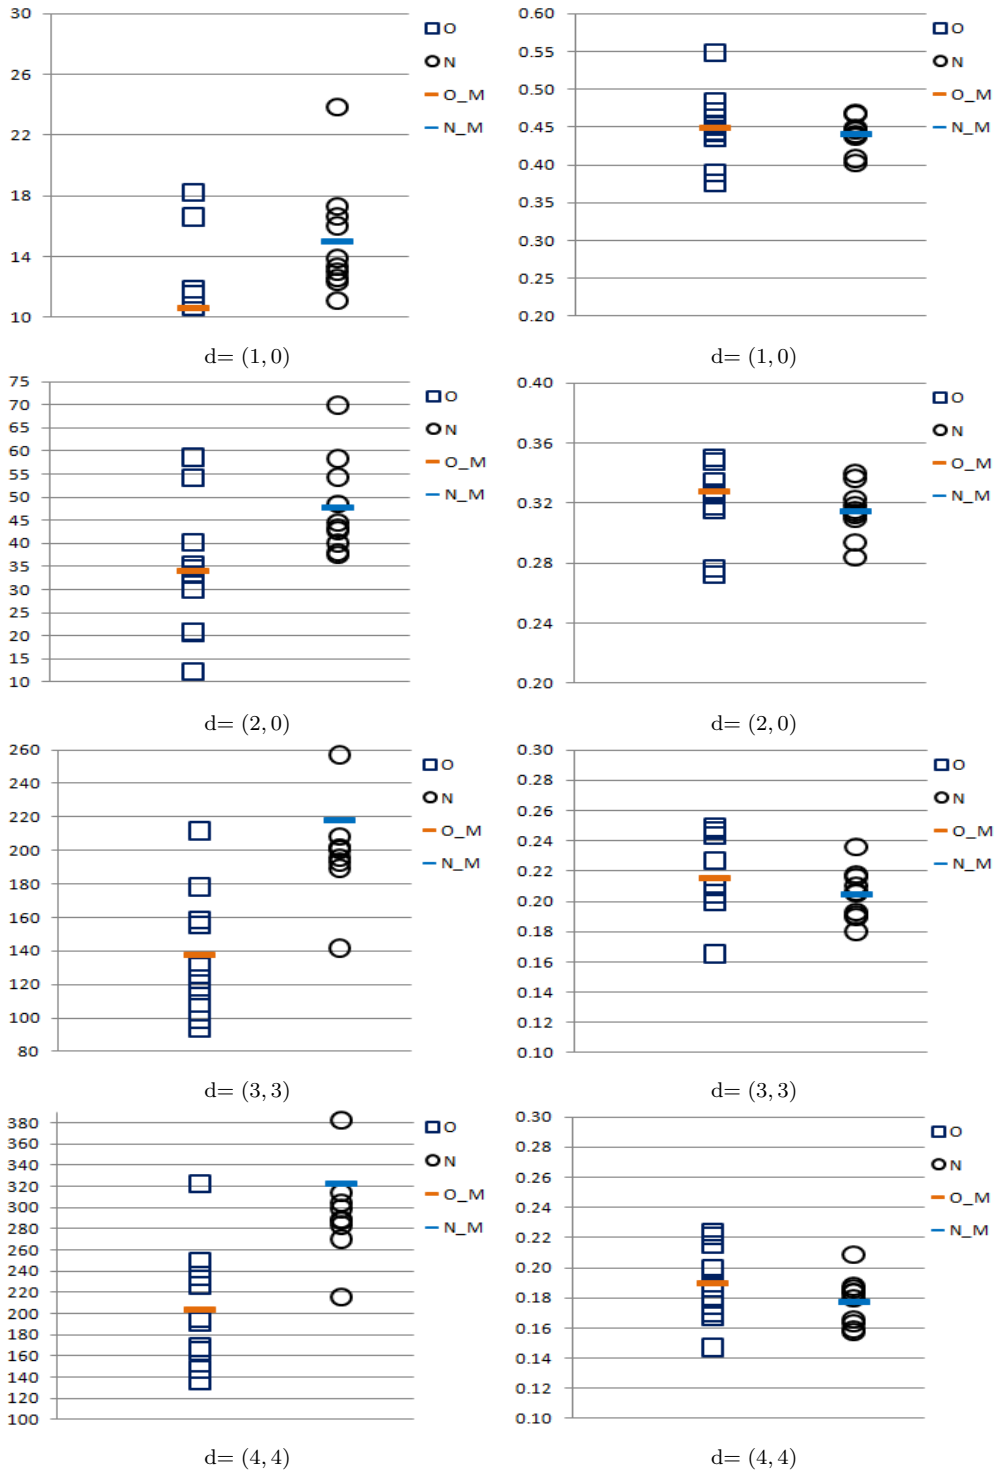 30
26
22
18
14
10
O
N
O_M
N_M
d= (1, 0)
0.60
0.55
0.50
0.45
0.40
0.35
0.30
0.25
0.20
O
N
O_M
N_M
d= (1, 0)
75
70
65
60
55
50
45
40
35
30
25
20
15
10
O
N
O_M
N_M
d= (2, 0)
0.40
0.36
0.32
0.28
0.24
0.20
O
N
O_M
N_M
d= (2, 0)
260
240
220
200
180
160
140
120
100
80
O
N
O_M
N_M
d= (3, 3)
0.30
0.28
0.26
0.24
0.22
0.20
0.18
0.16
0.14
0.12
0.10
O
N
O_M
N_M
d= (3, 3)
380
360
340
320
300
280
260
240
220
200
180
160
140
120
100
O
N
O_M
N_M
d= (4, 4)
0.30
0.28
0.26
0.24
0.22
0.20
0.18
0.16
0.14
0.12
0.10
O
N
O_M
N_M
d= (4, 4)